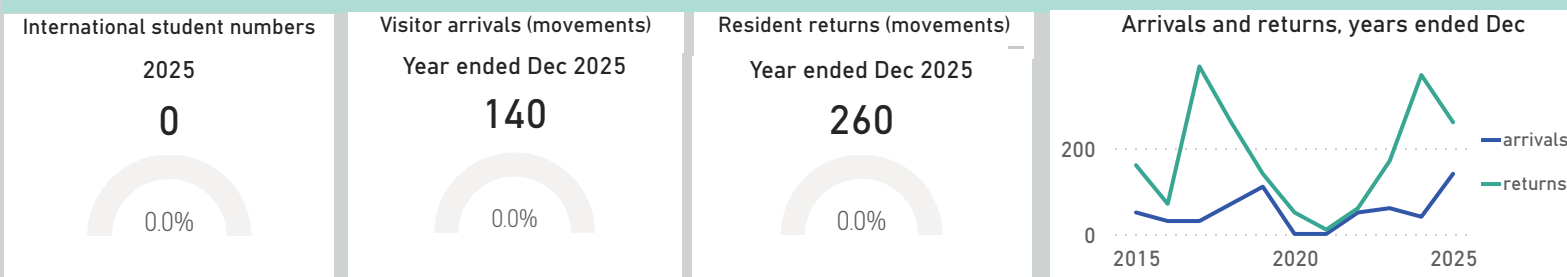 International student numbers
2025
0
0.0%
Visitor arrivals (movements)
Year ended Dec 2025
140
0.0%
Resident returns (movements)
Year ended Dec 2025
260
0.0%
Arrivals and returns, years ended Dec
200
0
2015
2020
2025
arrivals
returns